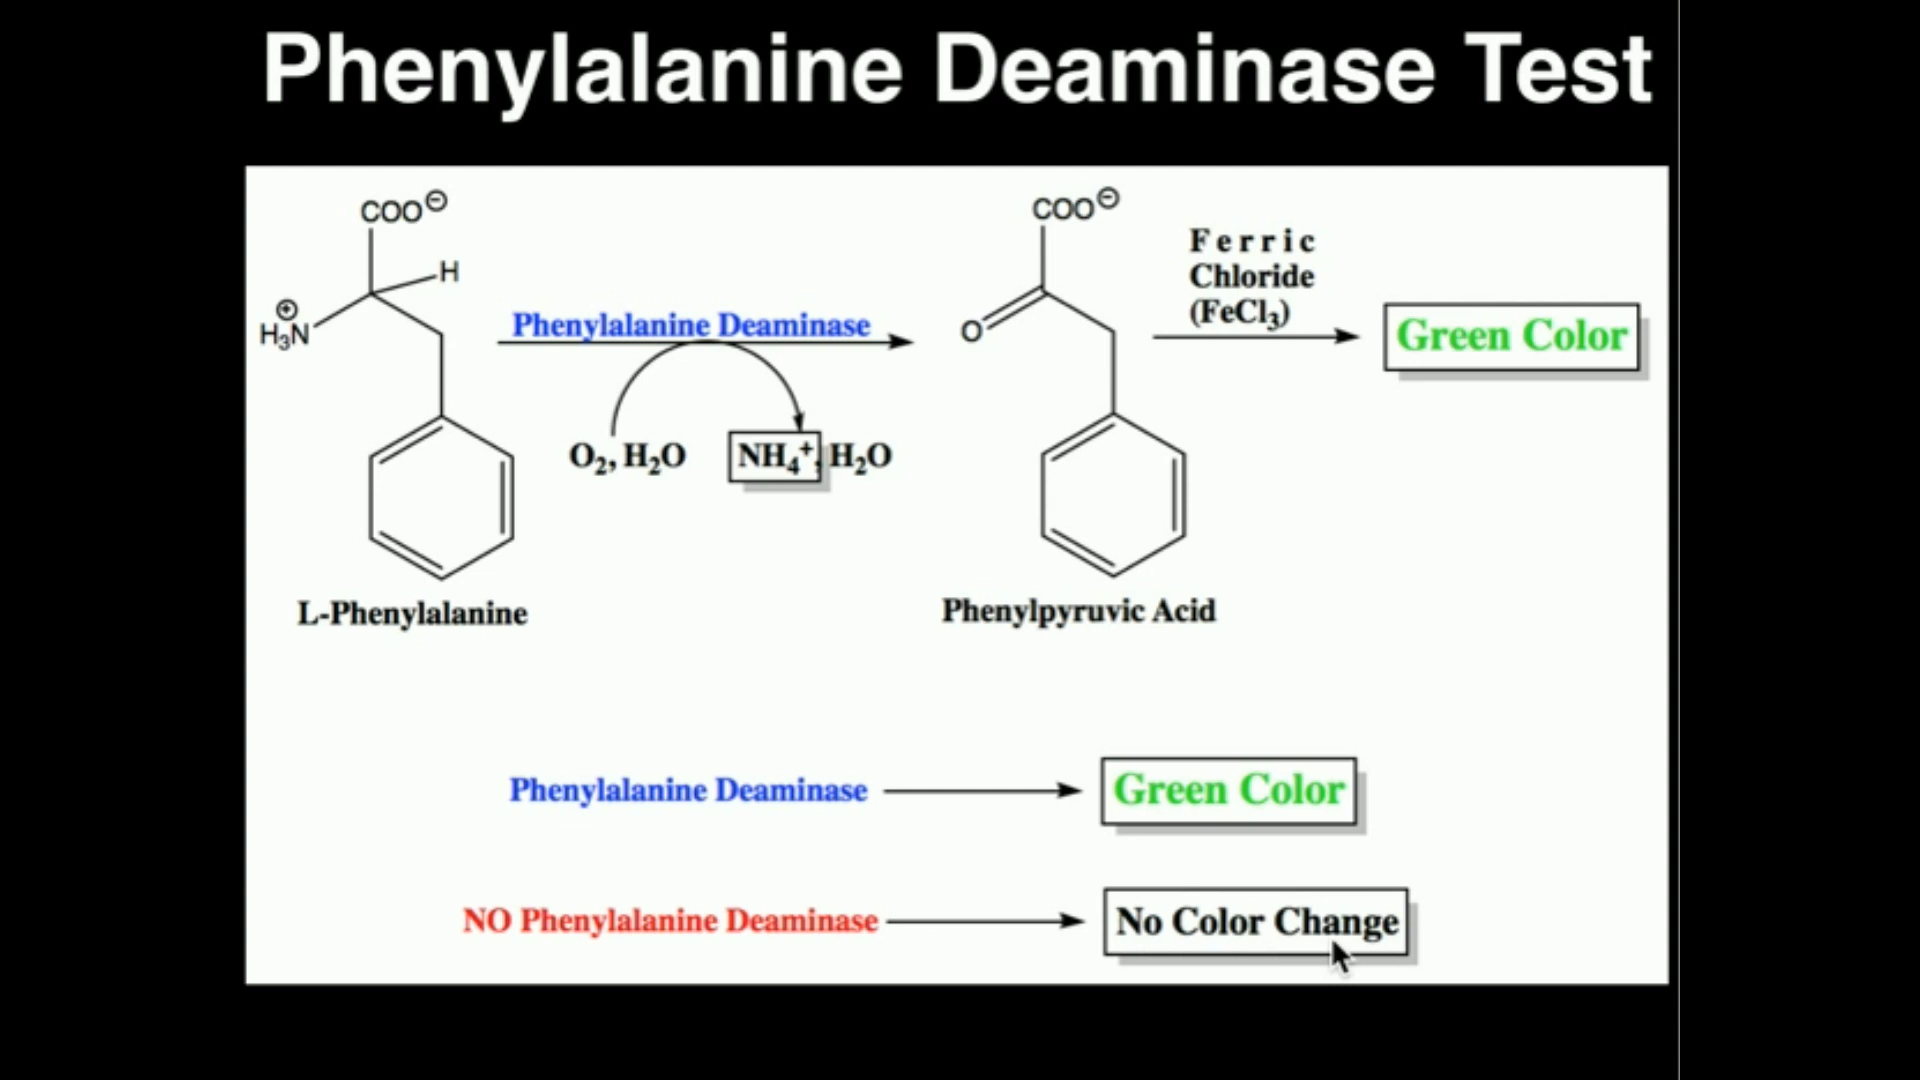 Phenylalanine Deaminase Test
COO⊖
H
⊕
H₃N
Phenylalanine Deaminase
O₂, H₂O
NH₄⁺, H₂O
L-Phenylalanine
COO⊖
O
Ferric
Chloride
(FeCl₃)
Green Color
Phenylpyruvic Acid
Phenylalanine Deaminase
Green Color
NO Phenylalanine Deaminase
No Color Change